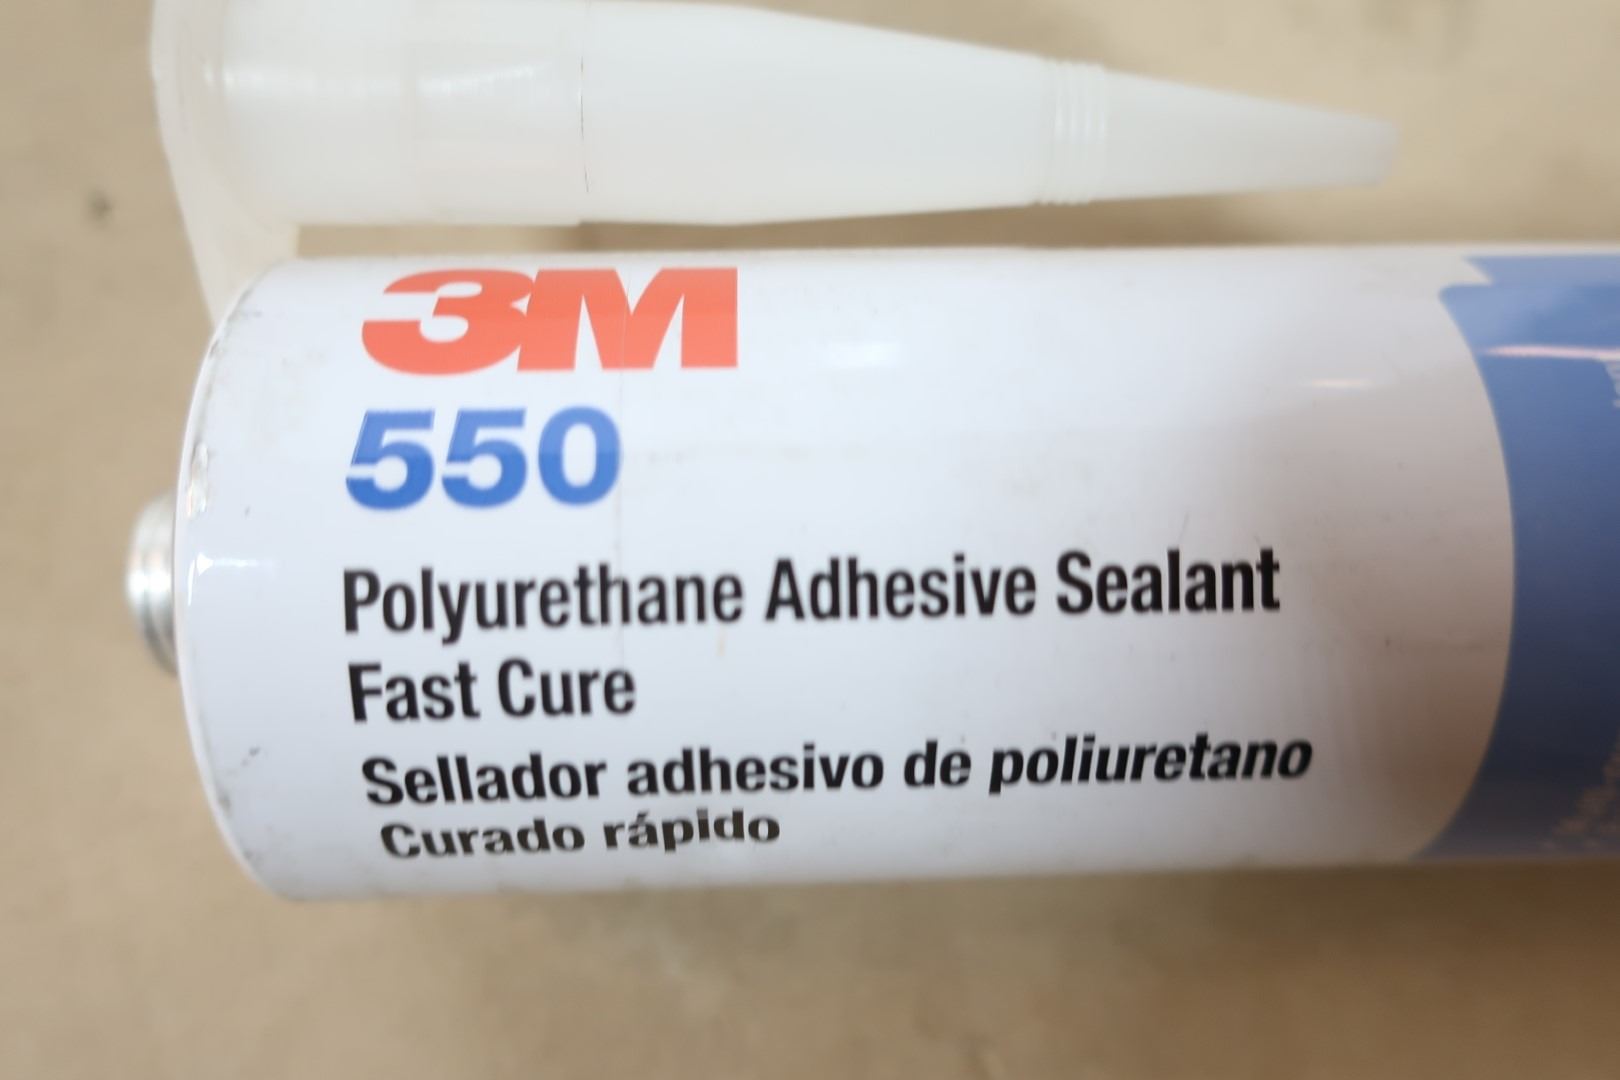 3M
550
Polyurethane Adhesive Sealant
Fast Cure
Sellador adhesivo de poliuretano
Curado rápido